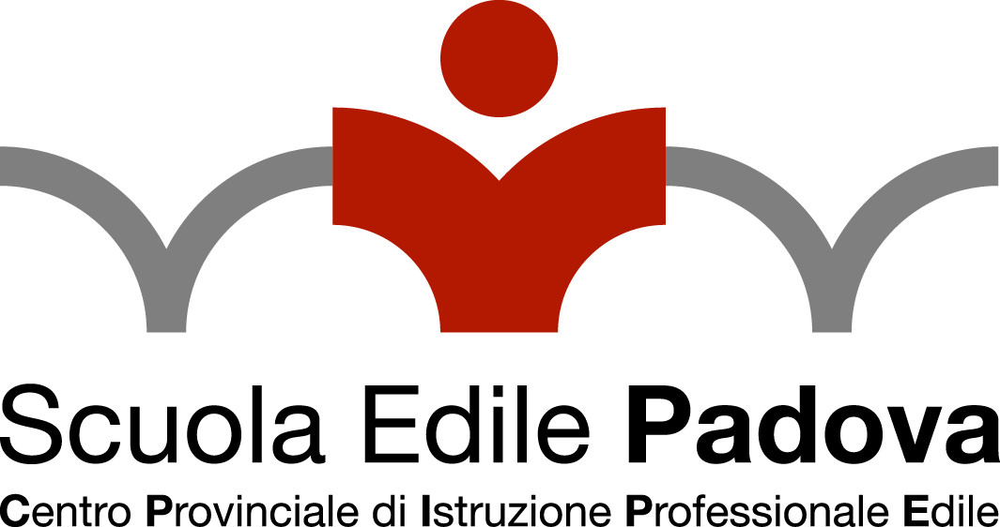 Scuola Edile Padova
Centro Provinciale di Istruzione Professionale Edile